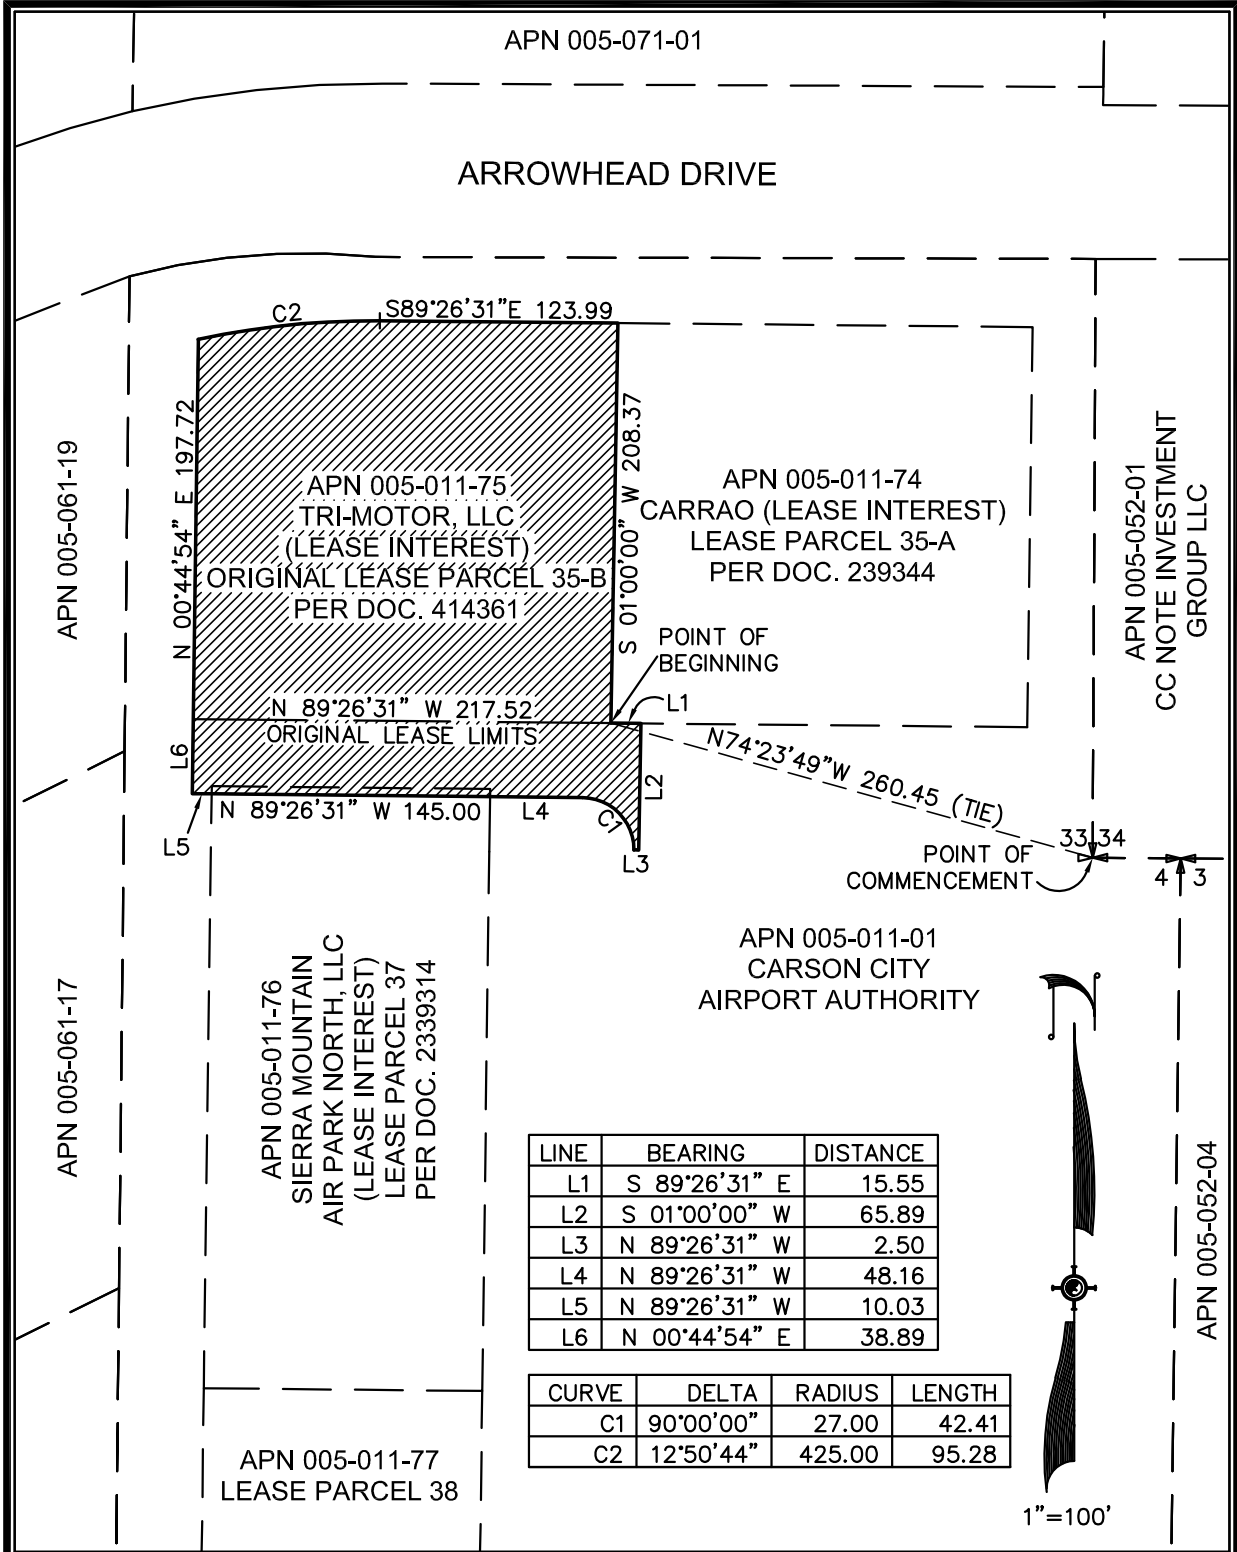 APN 005-071-01
ARROWHEAD DRIVE
C2
S89°26'31"E 123.99
N 00°44'54" E 197.72
S 01°00'00" W 208.37
APN 005-061-19
APN 005-011-75
TRI-MOTOR, LLC
(LEASE INTEREST)
ORIGINAL LEASE PARCEL 35-B
PER DOC. 414361
APN 005-011-74
CARRAO (LEASE INTEREST)
LEASE PARCEL 35-A
PER DOC. 239344
APN 005-052-01
CC NOTE INVESTMENT
GROUP LLC
POINT OF
BEGINNING
L1
N 89°26'31" W 217.52
ORIGINAL LEASE LIMITS
L6
L2
N74°23'49"W 260.45 (TIE)
N 89°26'31" W 145.00
L4
C1
L5
L3
33 34
4 3
POINT OF
COMMENCEMENT
APN 005-011-01
CARSON CITY
AIRPORT AUTHORITY
APN 005-061-17
APN 005-011-76
SIERRA MOUNTAIN
AIR PARK NORTH, LLC
(LEASE INTEREST)
LEASE PARCEL 37
PER DOC. 2339314
APN 005-052-04
LINE BEARING DISTANCE
L1 S 89°26'31" E 15.55
L2 S 01°00'00" W 65.89
L3 N 89°26'31" W 2.50
L4 N 89°26'31" W 48.16
L5 N 89°26'31" W 10.03
L6 N 00°44'54" E 38.89
CURVE DELTA RADIUS LENGTH
C1 90°00'00" 27.00 42.41
C2 12°50'44" 425.00 95.28
APN 005-011-77
LEASE PARCEL 38
1"=100'